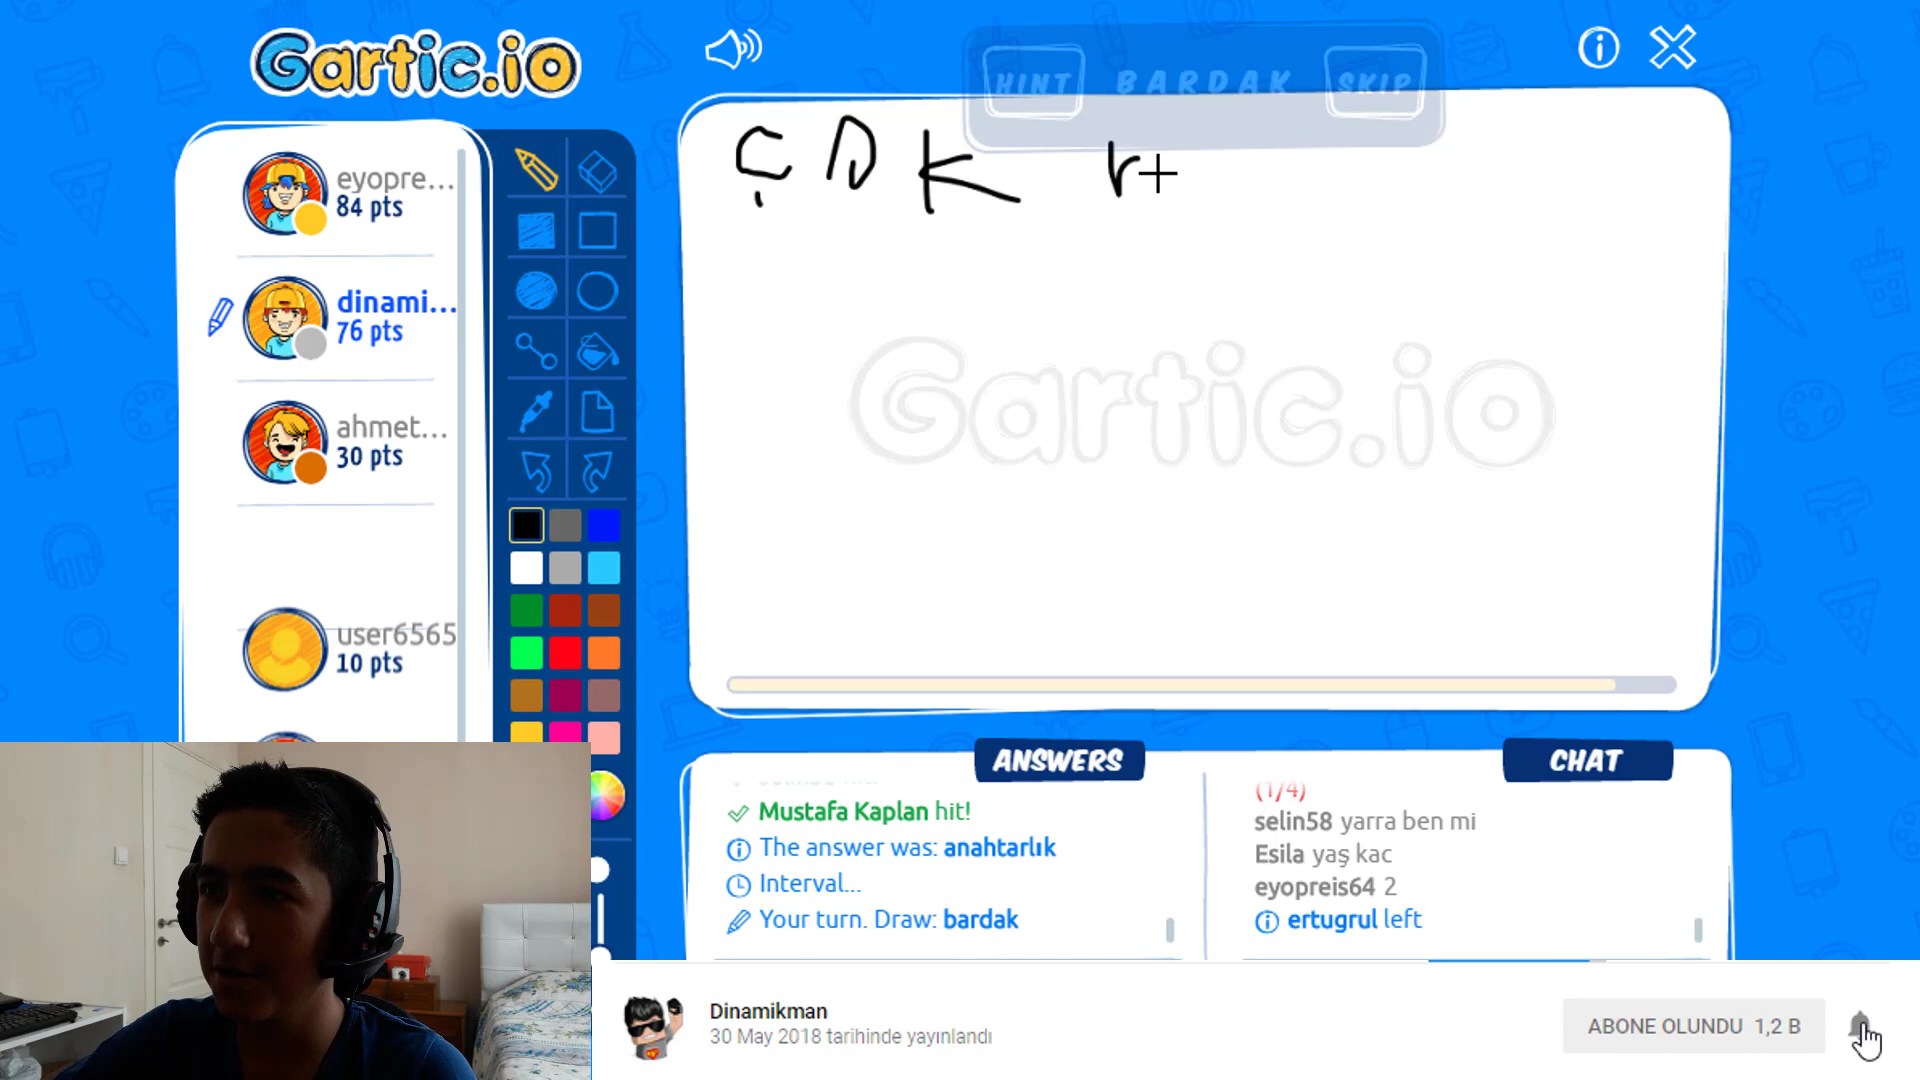 Gartic.io
HINT BARDAK SKIP
eyopre...
84 pts
dinami...
76 pts
ahmet...
30 pts
user6565
10 pts
Ç D K r
Gartic.io
ANSWERS
Mustafa Kaplan hit!
The answer was: anahtarlık
Interval...
Your turn. Draw: bardak
CHAT
(1/4)
selin58 yarra ben mi
Esila yaş kac
eyopreis64 2
ertugrul left
Dinamikman
30 May 2018 tarihinde yayınlandı
ABONE OLUNDU 1,2 B